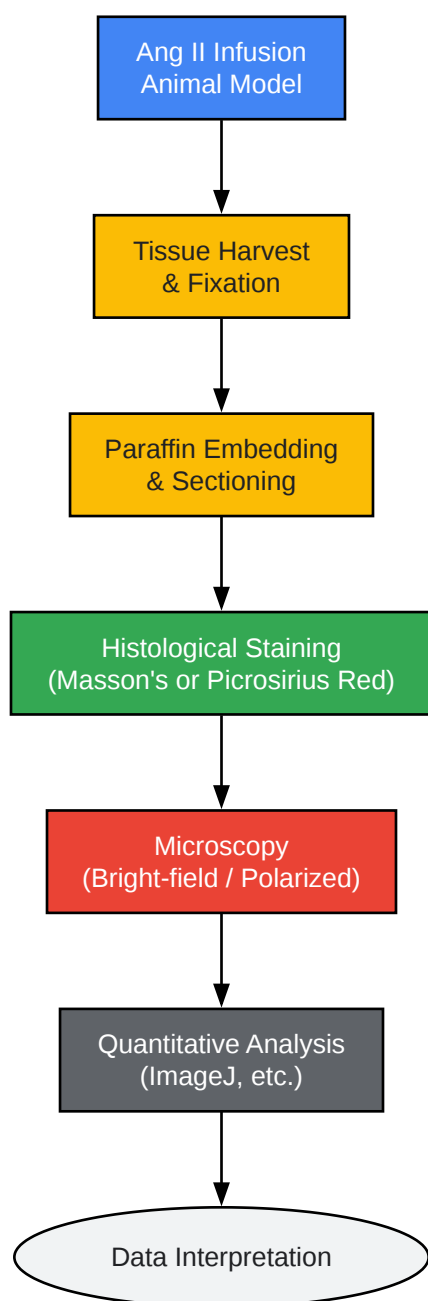 Ang II Infusion
Animal Model
Tissue Harvest
& Fixation
Paraffin Embedding
& Sectioning
Histological Staining
(Masson's or Picrosirius Red)
Microscopy
(Bright-field / Polarized)
Quantitative Analysis
(ImageJ, etc.)
Data Interpretation